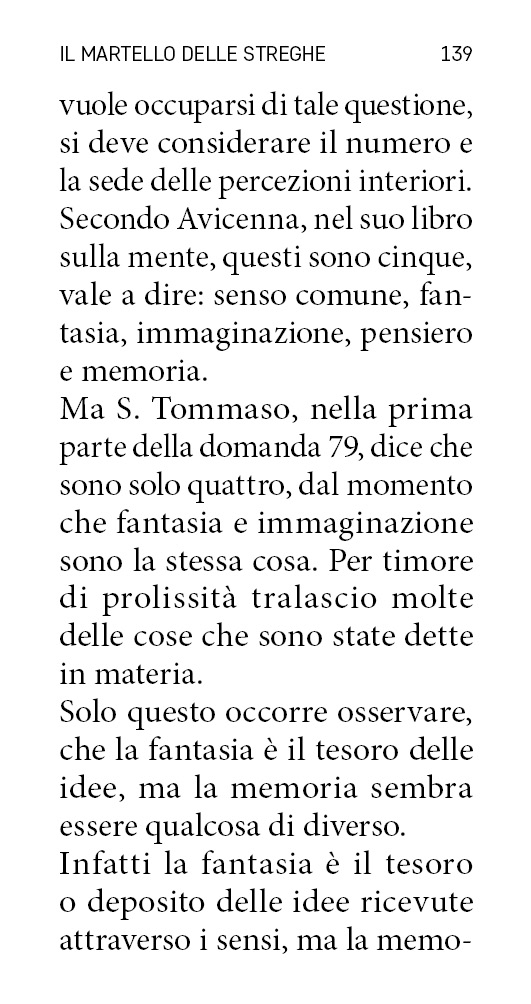 IL MARTELLO DELLE STREGHE 139
vuole occuparsi di tale questione,
si deve considerare il numero e
la sede delle percezioni interiori.
Secondo Avicenna, nel suo libro
sulla mente, questi sono cinque,
vale a dire: senso comune, fan-
tasia, immaginazione, pensiero
e memoria.
Ma S. Tommaso, nella prima
parte della domanda 79, dice che
sono solo quattro, dal momento
che fantasia e immaginazione
sono la stessa cosa. Per timore
di prolissità tralascio molte
delle cose che sono state dette
in materia.
Solo questo occorre osservare,
che la fantasia è il tesoro delle
idee, ma la memoria sembra
essere qualcosa di diverso.
Infatti la fantasia è il tesoro
o deposito delle idee ricevute
attraverso i sensi, ma la memo-